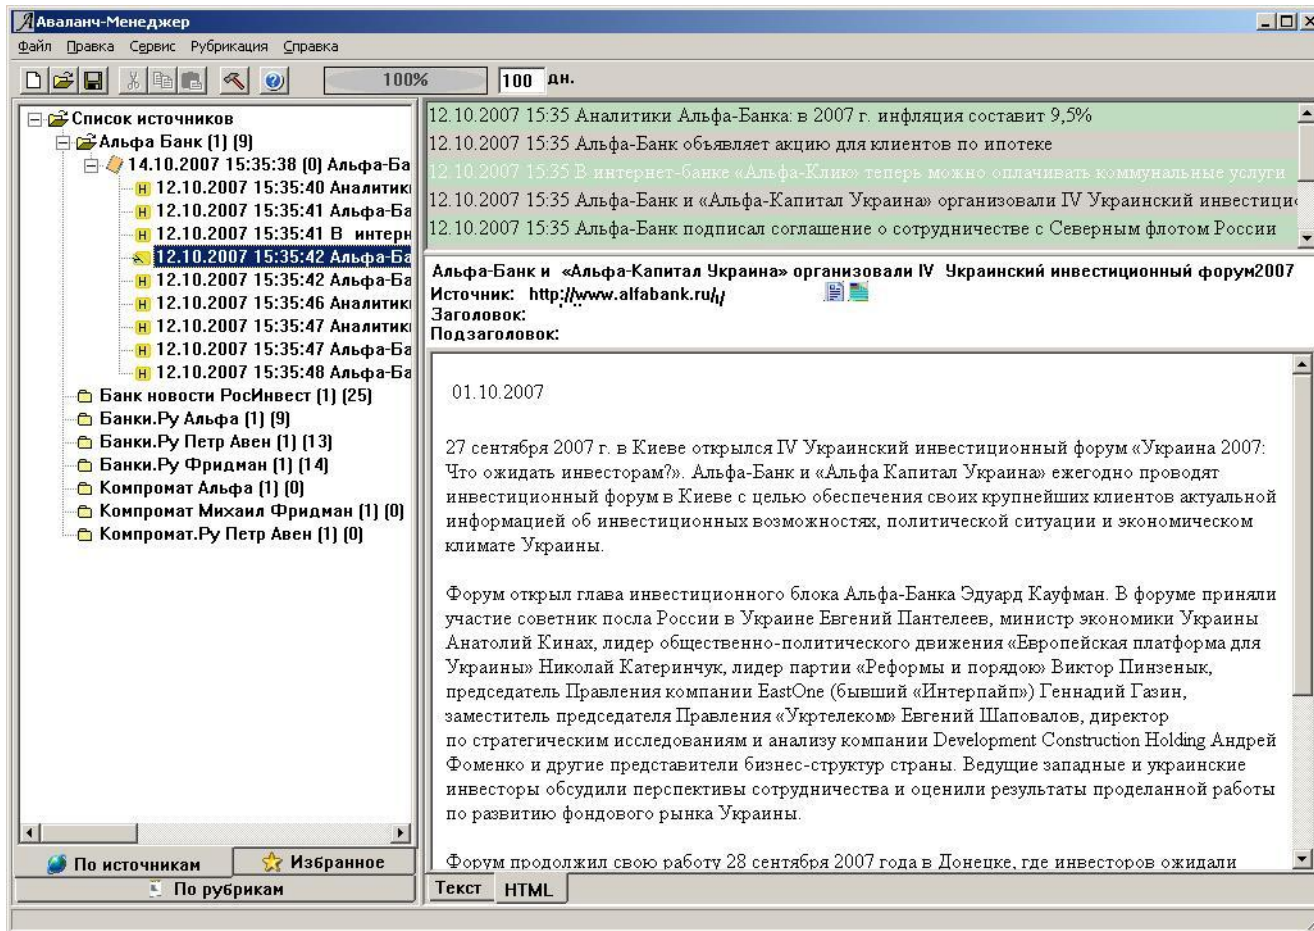 Аваланч-Менеджер
Файл Правка Сервис Рубрикация Справка
100% 100 дн.
Список источников
Альфа Банк (1) (9)
14.10.2007 15:35:38 (0) Альфа-Ба
Н 12.10.2007 15:35:40 Аналитики
Н 12.10.2007 15:35:41 Альфа-Ба
Н 12.10.2007 15:35:41 В интерн
12.10.2007 15:35:42 Альфа-Ба
Н 12.10.2007 15:35:42 Альфа-Ба
Н 12.10.2007 15:35:46 Аналитики
Н 12.10.2007 15:35:47 Аналитики
Н 12.10.2007 15:35:47 Альфа-Ба
Н 12.10.2007 15:35:48 Альфа-Ба
Банк новости РосИнвест (1) (25)
Банки.Ру Альфа (1) (9)
Банки.Ру Петр Авен (1) (13)
Банки.Ру Фридман (1) (14)
Компромат Альфа (1) (0)
Компромат Михаил Фридман (1) (0)
Компромат.Ру Петр Авен (1) (0)
По источникам
Избранное
По рубрикам
12.10.2007 15:35 Аналитики Альфа-Банка: в 2007 г. инфляция составит 9,5%
12.10.2007 15:35 Альфа-Банк объявляет акцию для клиентов по ипотеке
12.10.2007 15:35 В интернет-банке «Альфа-Клик» теперь можно оплачивать коммунальные услуги
12.10.2007 15:35 Альфа-Банк и «Альфа-Капитал Украина» организовали IV Украинский инвестици
12.10.2007 15:35 Альфа-Банк подписал соглашение о сотрудничестве с Северным флотом России
Альфа-Банк и «Альфа-Капитал Украина» организовали IV Украинский инвестиционный форум2007
Источник: http://www.alfabank.ru/
Заголовок:
Подзаголовок:
01.10.2007
27 сентября 2007 г. в Киеве открылся IV Украинский инвестиционный форум «Украина 2007:
Что ожидать инвесторам?». Альфа-Банк и «Альфа Капитал Украина» ежегодно проводят
инвестиционный форум в Киеве с целью обеспечения своих крупнейших клиентов актуальной
информацией об инвестиционных возможностях, политической ситуации и экономическом
климате Украины.
Форум открыл глава инвестиционного блока Альфа-Банка Эдуард Кауфман. В форуме приняли
участие советник посла России в Украине Евгений Пантелеев, министр экономики Украины
Анатолий Кинах, лидер общественно-политического движения «Европейская платформа для
Украины» Николай Катеринчук, лидер партии «Реформы и порядок» Виктор Пинзенык,
председатель Правления компании EastOne (бывший «Интерпайп») Геннадий Газин,
заместитель председателя Правления «Укртелеком» Евгений Шаповалов, директор
по стратегическим исследованиям и анализу компании Development Construction Holding Андрей
Фоменко и другие представители бизнес-структур страны. Ведущие западные и украинские
инвесторы обсудили перспективы сотрудничества и оценили результаты проделанной работы
по развитию фондового рынка Украины.
Форум продолжил свою работу 28 сентября 2007 года в Донецке, где инвесторов ожидали
Текст HTML